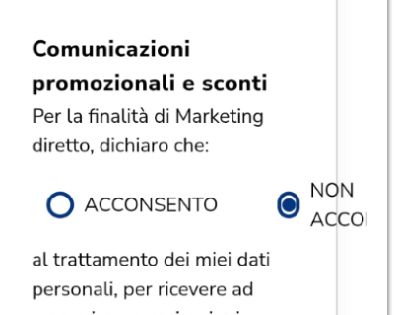 Comunicazioni
promozionali e sconti
Per la finalità di Marketing
diretto, dichiaro che:
ACCONSENTO
NON
al trattamento dei miei dati
personali, per ricevere ad